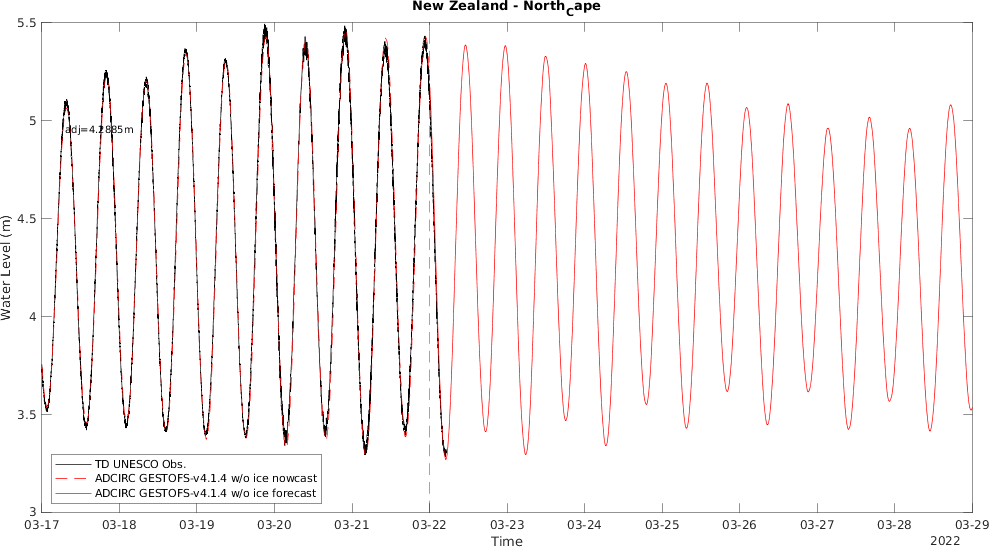 New Zealand - NorthCape
5.5
5
4.5
4
3.5
3
Water Level (m)
adj=4.2885m
TD UNESCO Obs.
ADCIRC GESTOFS-v4.1.4 w/o ice nowcast
ADCIRC GESTOFS-v4.1.4 w/o ice forecast
03-17 03-18 03-19 03-20 03-21 03-22 03-23 03-24 03-25 03-26 03-27 03-28 03-29
Time
2022